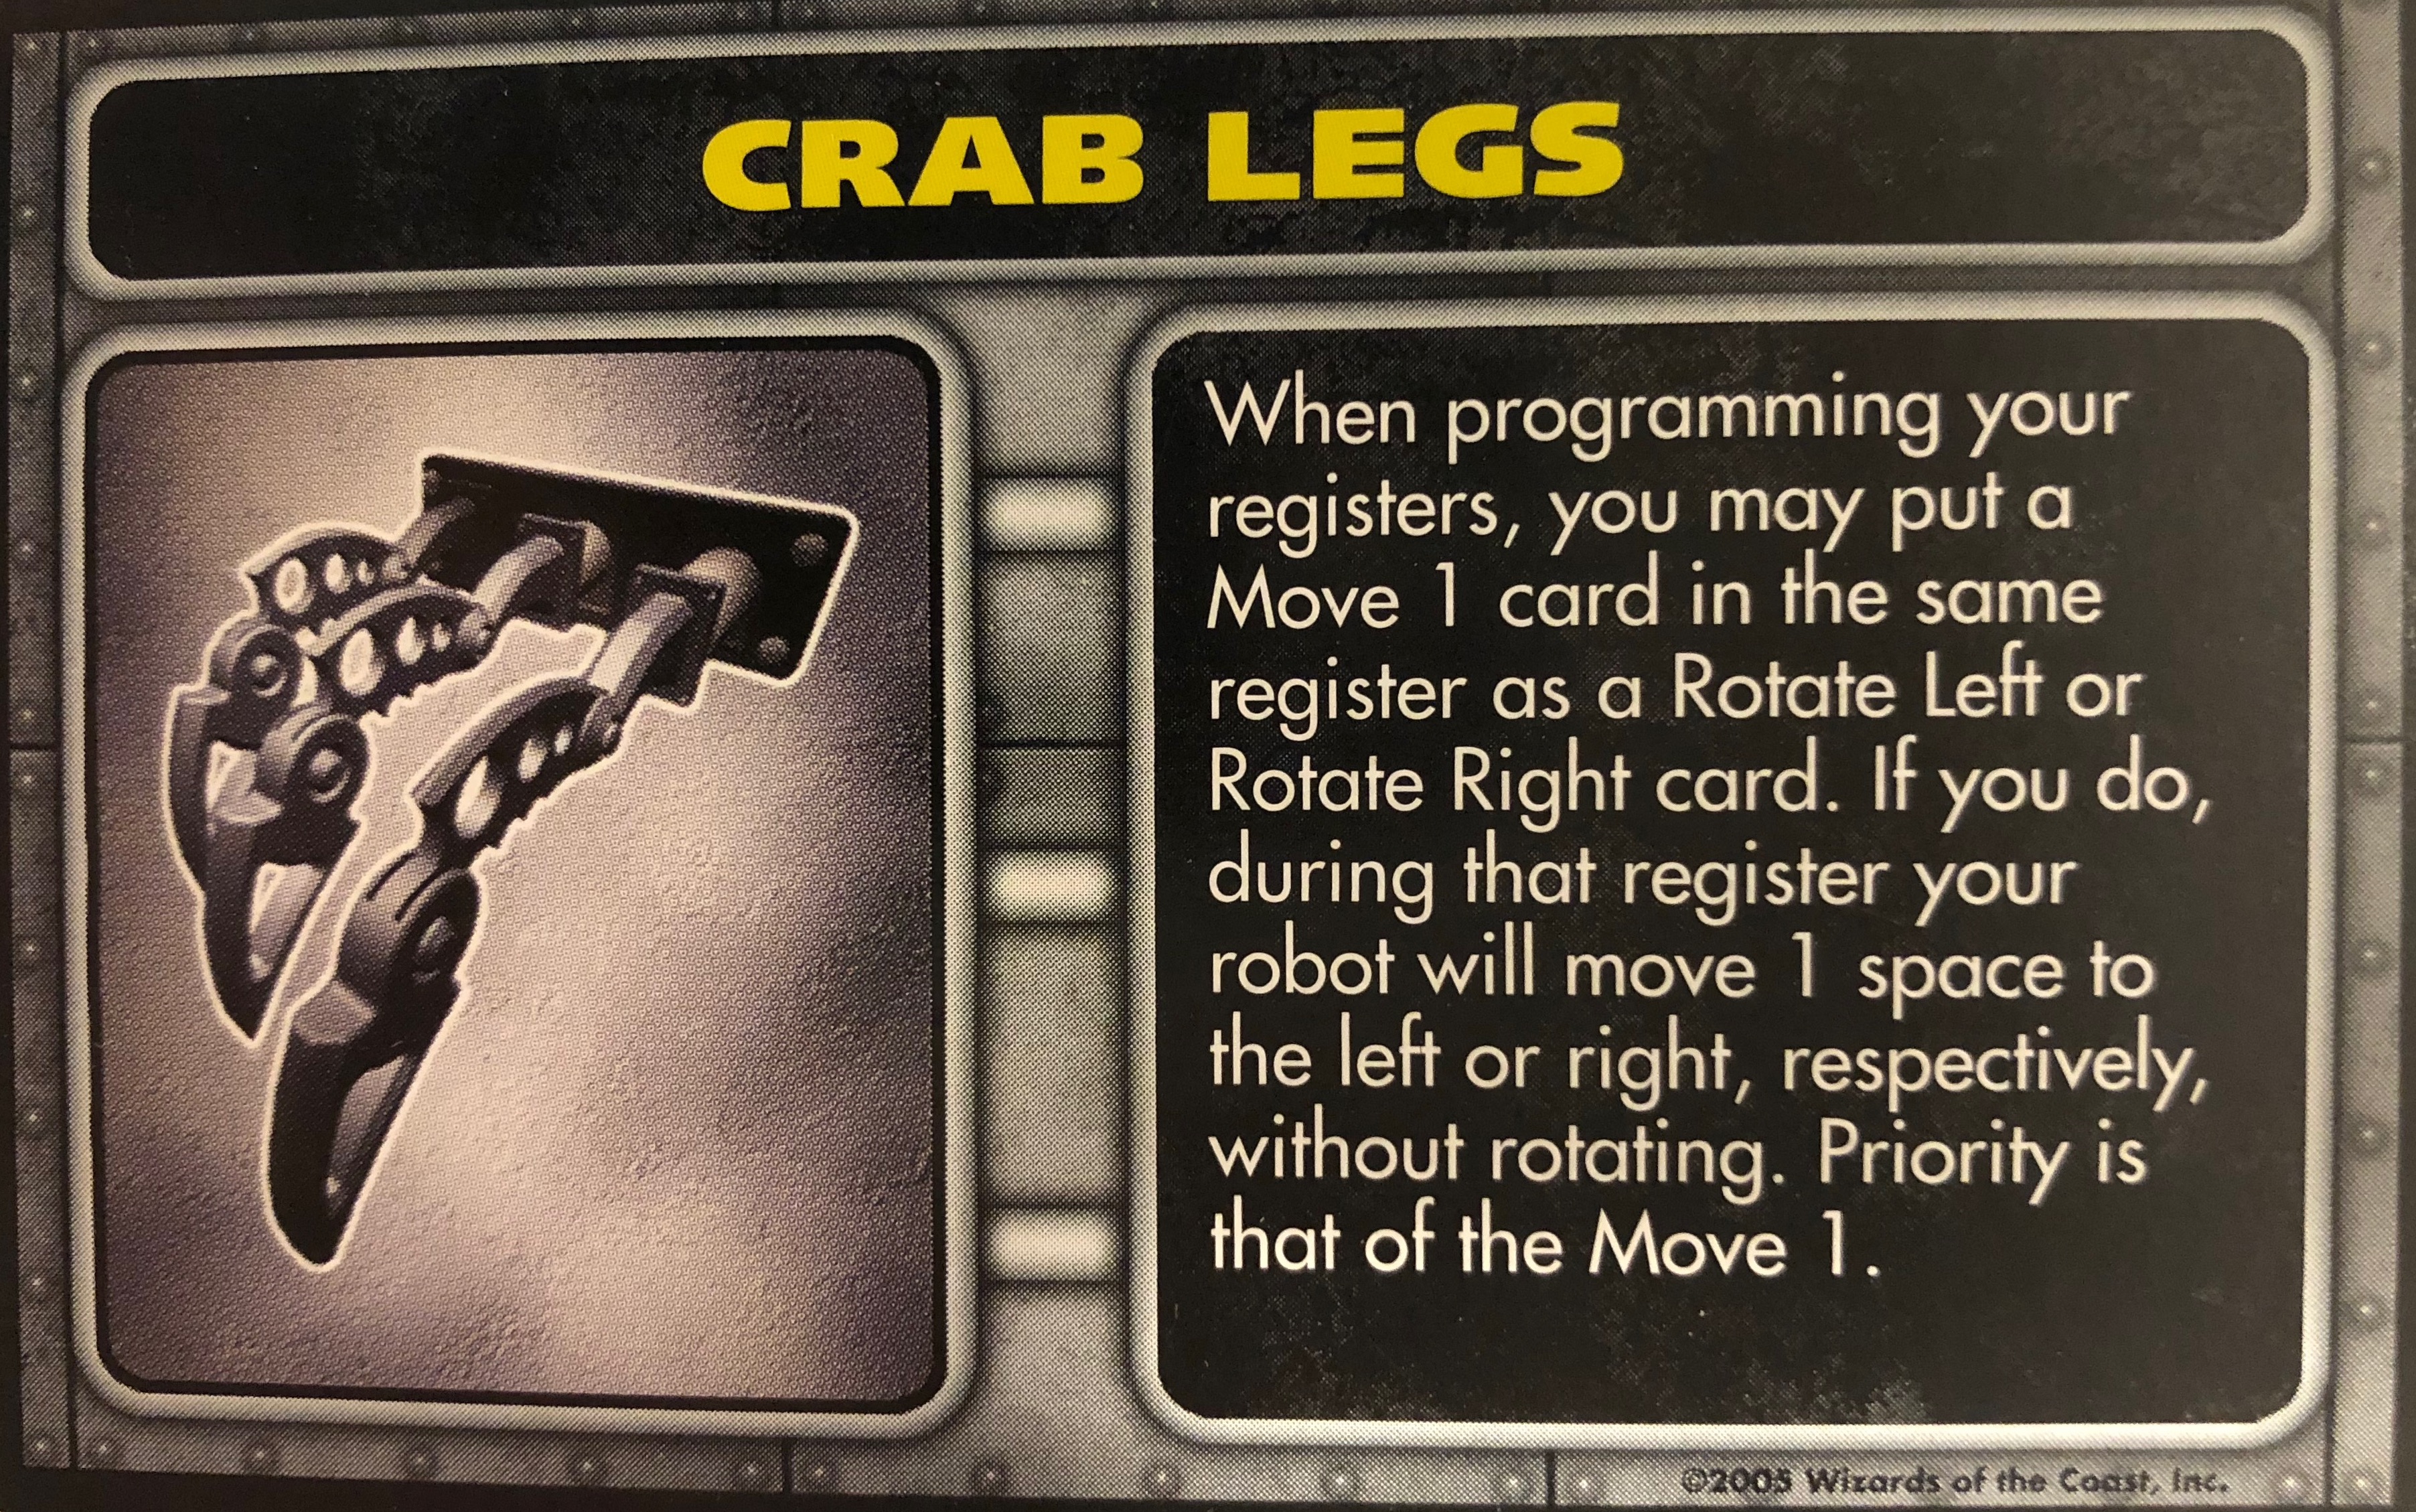 CRAB LEGS
When programming your
registers, you may put a
Move 1 card in the same
register as a Rotate Left or
Rotate Right card. If you do,
during that register your
robot will move 1 space to
the left or right, respectively,
without rotating. Priority is
that of the Move 1.
©2005 Wizards of the Coast, Inc.